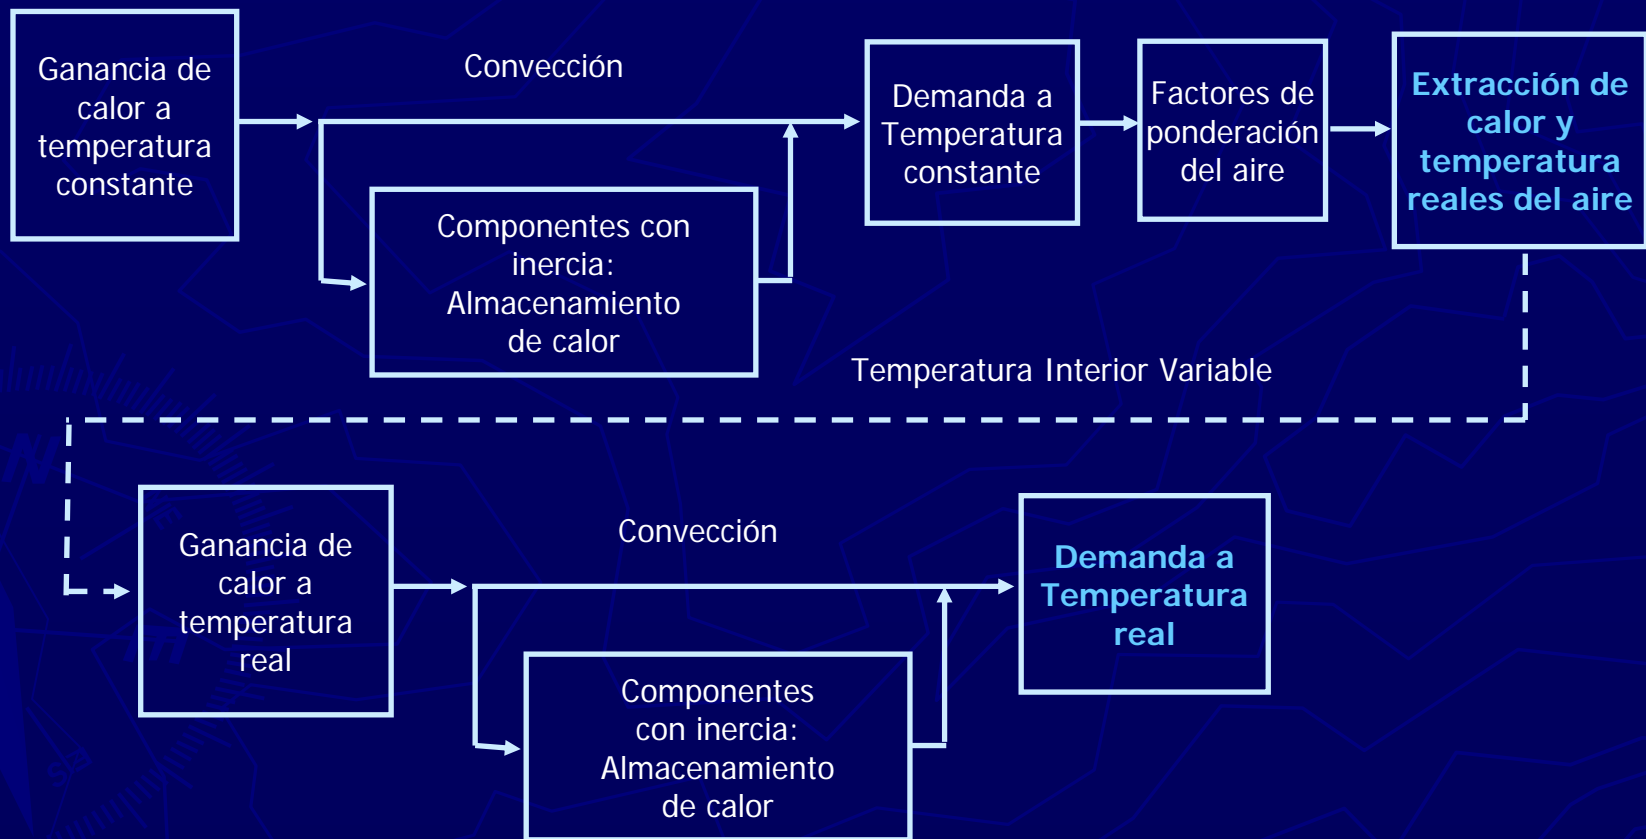 Ganancia de
calor a
temperatura
constante
Convección
Componentes con
inercia:
Almacenamiento
de calor
Demanda a
Temperatura
constante
Factores de
ponderación
del aire
Extracción de
calor y
temperatura
reales del aire
Temperatura Interior Variable
Ganancia de
calor a
temperatura
real
Convección
Componentes
con inercia:
Almacenamiento
de calor
Demanda a
Temperatura
real
N
E
SE